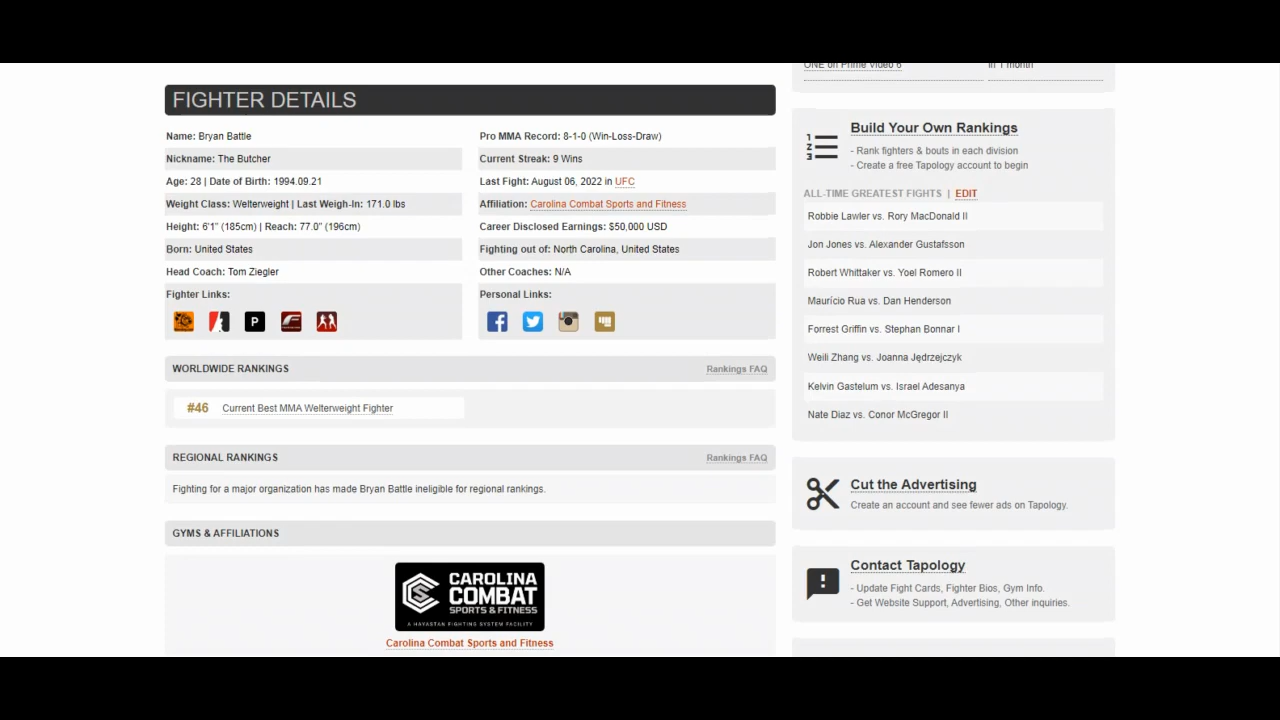 ONE on Prime Video 6
in 1 month
FIGHTER DETAILS
Name: Bryan Battle
Pro MMA Record: 8-1-0 (Win-Loss-Draw)
Nickname: The Butcher
Current Streak: 9 Wins
Age: 28 | Date of Birth: 1994.09.21
Last Fight: August 06, 2022 in UFC
Weight Class: Welterweight | Last Weigh-In: 171.0 lbs
Affiliation: Carolina Combat Sports and Fitness
Height: 6'1" (185cm) | Reach: 77.0" (196cm)
Career Disclosed Earnings: $50,000 USD
Born: United States
Fighting out of: North Carolina, United States
Head Coach: Tom Ziegler
Other Coaches: N/A
Fighter Links:
Personal Links:
P
WORLDWIDE RANKINGS
Rankings FAQ
#46 Current Best MMA Welterweight Fighter
REGIONAL RANKINGS
Rankings FAQ
Fighting for a major organization has made Bryan Battle ineligible for regional rankings.
GYMS & AFFILIATIONS
CAROLINA
COMBAT
SPORTS & FITNESS
A HAYASTAN FIGHTING SYSTEM FACILITY
Carolina Combat Sports and Fitness
Build Your Own Rankings
- Rank fighters & bouts in each division
- Create a free Tapology account to begin
ALL-TIME GREATEST FIGHTS | EDIT
Robbie Lawler vs. Rory MacDonald II
Jon Jones vs. Alexander Gustafsson
Robert Whittaker vs. Yoel Romero II
Maurício Rua vs. Dan Henderson
Forrest Griffin vs. Stephan Bonnar I
Weili Zhang vs. Joanna Jędrzejczyk
Kelvin Gastelum vs. Israel Adesanya
Nate Diaz vs. Conor McGregor II
Cut the Advertising
Create an account and see fewer ads on Tapology.
Contact Tapology
- Update Fight Cards, Fighter Bios, Gym Info.
- Get Website Support, Advertising, Other inquiries.